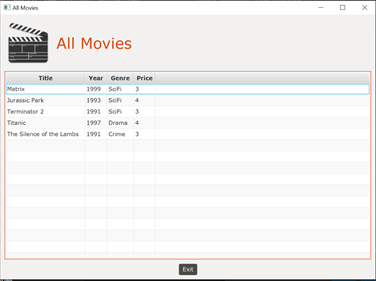 All Movies
All Movies
Title Year Genre Price
Matrix 1999 SciFi 3
Jurassic Park 1993 SciFi 4
Terminator 2 1991 SciFi 3
Titanic 1997 Drama 4
The Silence of the Lambs 1991 Crime 3
Exit